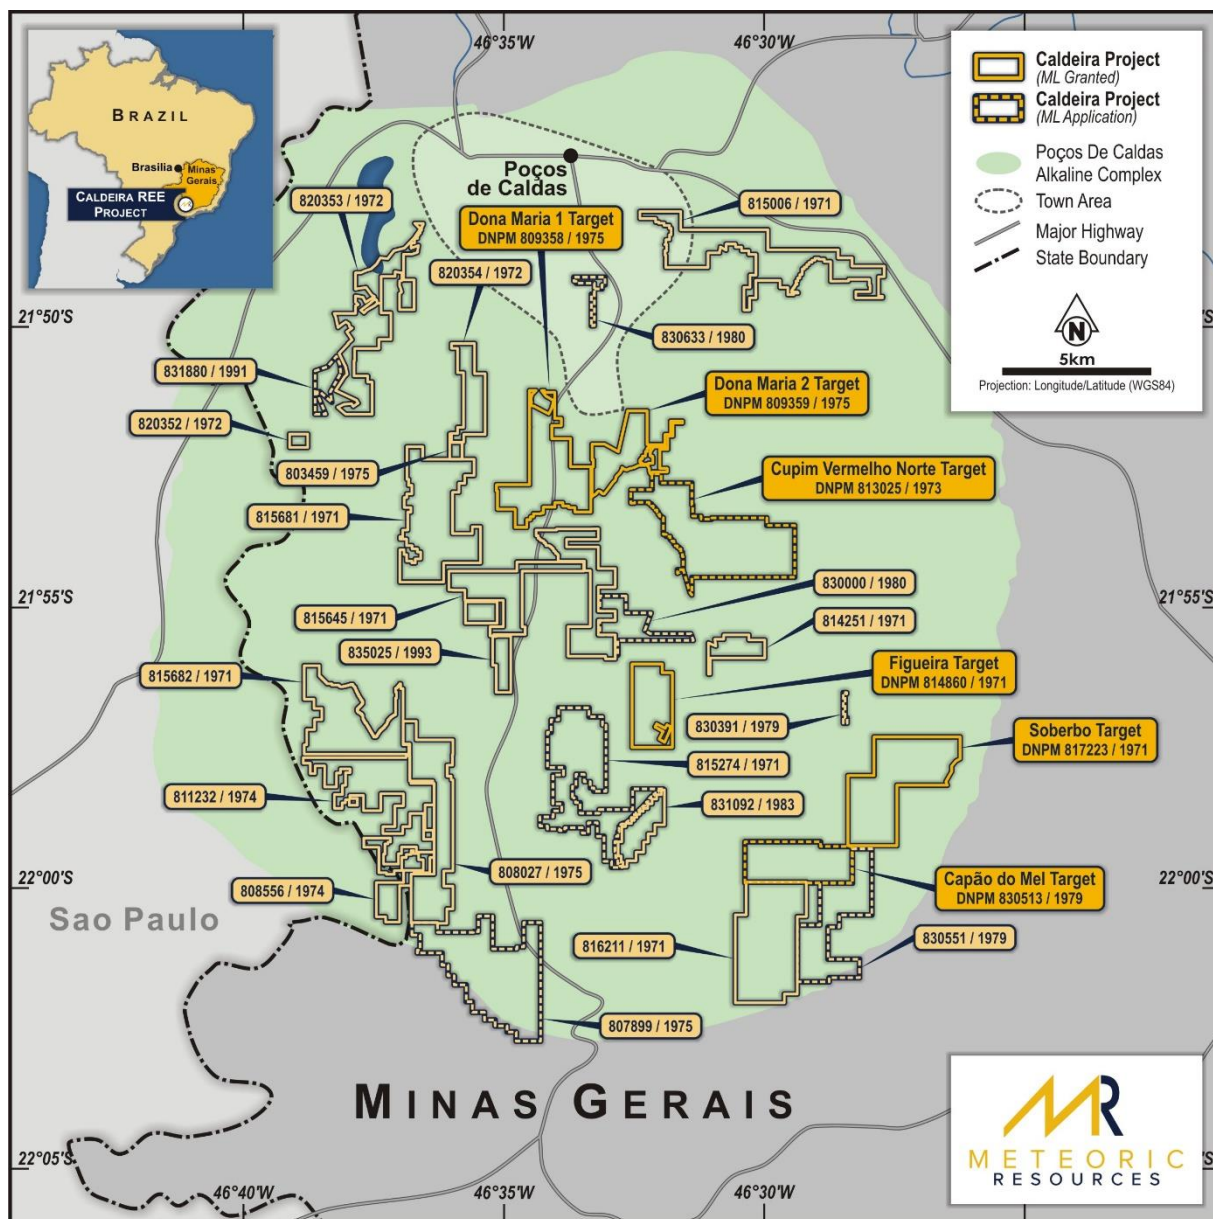 46°35'W
46°30'W
BRAZIL
Brasilia
Minas
Gerais
CALDEIRA REE
PROJECT
Caldeira Project
(ML Granted)
Caldeira Project
(ML Application)
Poços De Caldas
Alkaline Complex
Town Area
Major Highway
State Boundary
N
5km
Projection: Longitude/Latitude (WGS84)
Poços
de Caldas
820353 / 1972
Dona Maria 1 Target
DNPM 809358 / 1975
815006 / 1971
820354 / 1972
21°50'S
'S
830633 / 1980
831880 / 1991
Dona Maria 2 Target
DNPM 809359 / 1975
820352 / 1972
803459 / 1975
Cupim Vermelho Norte Target
DNPM 813025 / 1973
815681 / 1971
830000 / 1980
21°55'S
21°55'S
815645 / 1971
814251 / 1971
835025 / 1993
815682 / 1971
Figueira Target
DNPM 814860 / 1971
830391 / 1979
Soberbo Target
DNPM 817223 / 1971
815274 / 1971
811232 / 1974
831092 / 1983
808027 / 1975
22°00'S
22°00'S
808556 / 1974
Capão do Mel Target
DNPM 830513 / 1979
Sao Paulo
816211 / 1971
830551 / 1979
807899 / 1975
MINAS GERAIS
MR
METEORIC
RESOURCES
22°05'S
'S
46°40'W
46°35'W
46°30'W